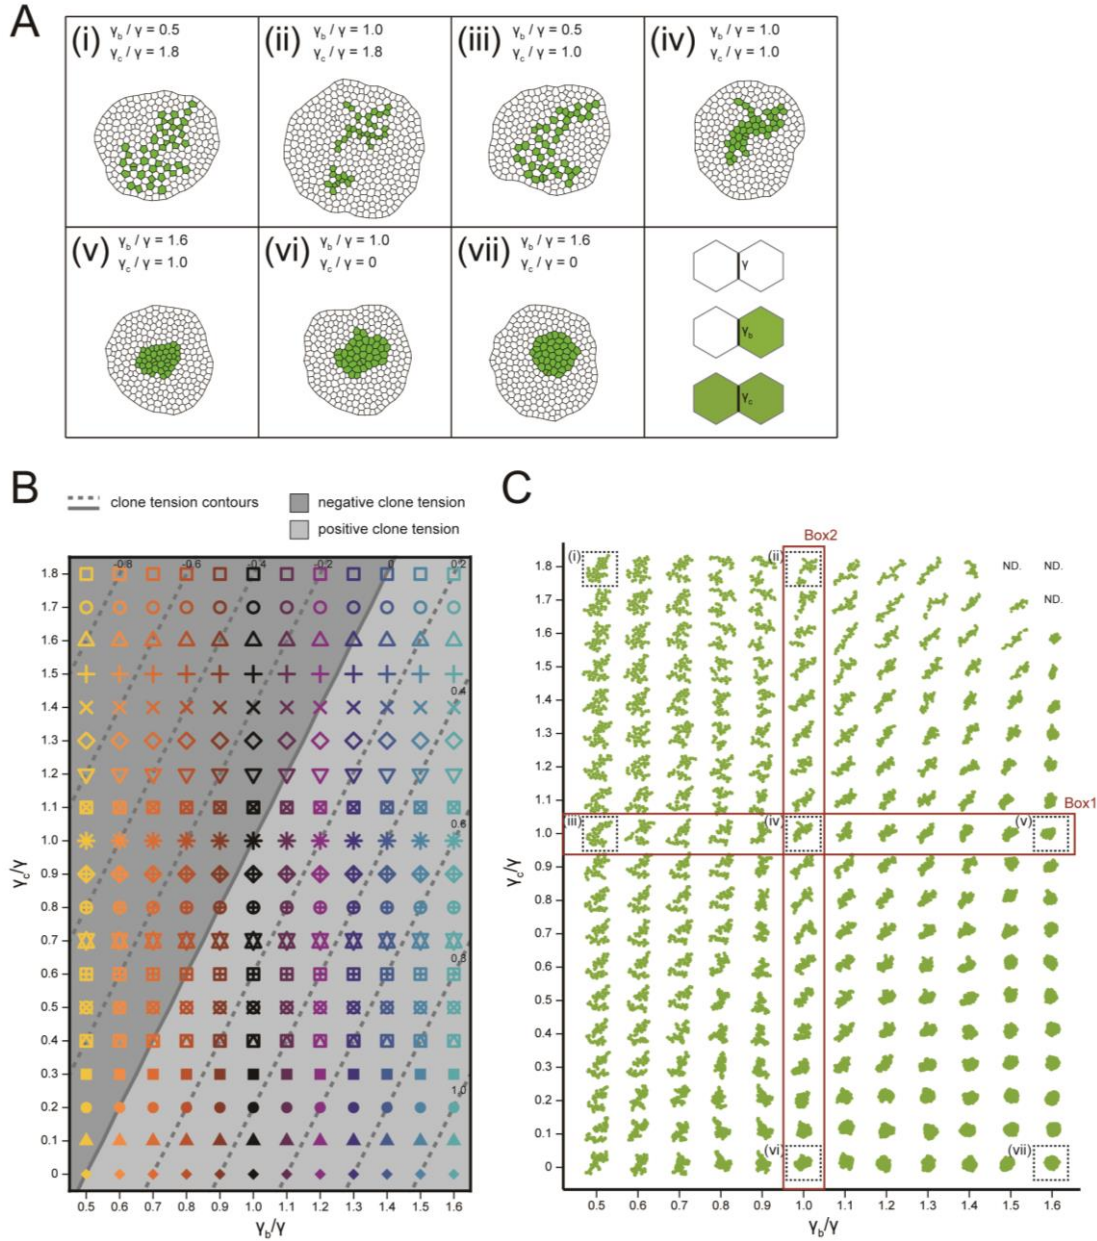 A
(i) γb / γ = 0.5
γc / γ = 1.8
(ii) γb / γ = 1.0
γc / γ = 1.8
(iii) γb / γ = 0.5
γc / γ = 1.0
(iv) γb / γ = 1.0
γc / γ = 1.0
(v) γb / γ = 1.6
γc / γ = 1.0
(vi) γb / γ = 1.0
γc / γ = 0
(vii) γb / γ = 1.6
γc / γ = 0
γ
γb
γc
B
clone tension contours
negative clone tension
positive clone tension
-0.8 -0.6 -0.4 -0.2 0 0.2
0.4
0.6
0.8
1.0
1.8
1.7
1.6
1.5
1.4
1.3
1.2
1.1
1.0
0.9
0.8
0.7
0.6
0.5
0.4
0.3
0.2
0.1
0
γc/γ
0.5 0.6 0.7 0.8 0.9 1.0 1.1 1.2 1.3 1.4 1.5 1.6
γb/γ
C
Box2
(i) (ii)
1.8 ND. ND.
1.7 ND.
1.6
1.5
1.4
1.3
1.2
1.1
Box1
(iii) (iv) (v)
1.0
0.9
0.8
0.7
0.6
0.5
0.4
0.3
0.2
0.1
(vi) (vii)
0
γc/γ
0.5 0.6 0.7 0.8 0.9 1.0 1.1 1.2 1.3 1.4 1.5 1.6
γb/γ